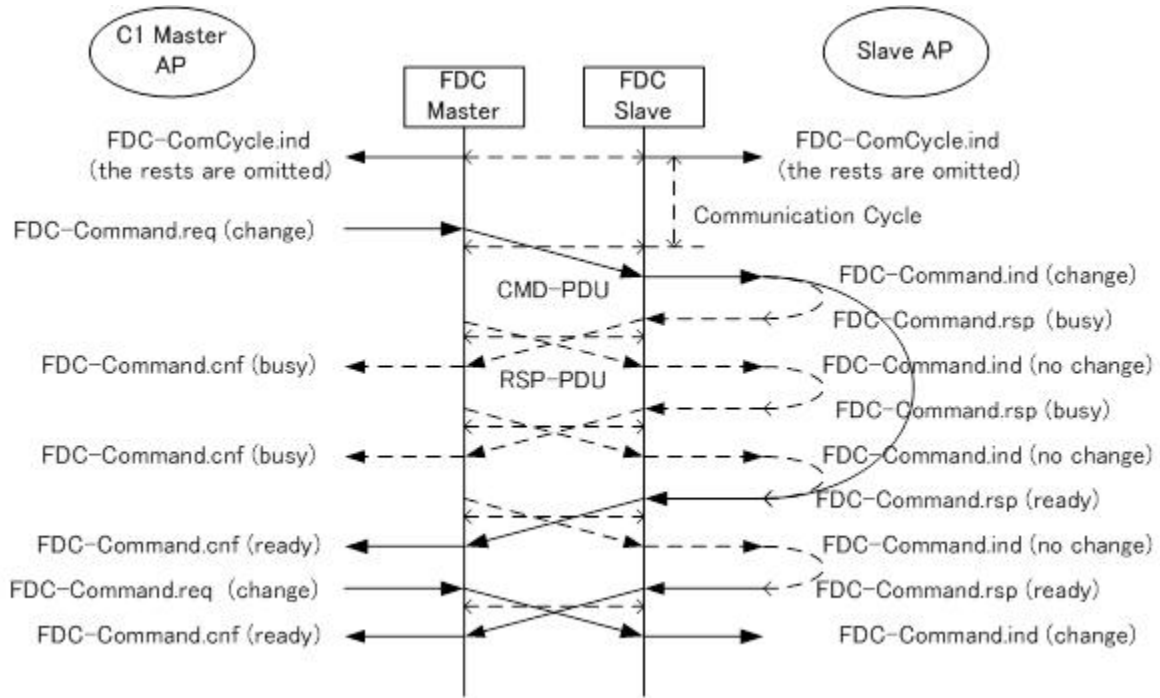 C1 Master
AP
Slave AP
FDC
Master
FDC
Slave
FDC-ComCycle.ind
(the rests are omitted)
FDC-ComCycle.ind
(the rests are omitted)
Communication Cycle
FDC-Command.req (change)
FDC-Command.ind (change)
CMD-PDU
FDC-Command.rsp (busy)
FDC-Command.cnf (busy)
FDC-Command.ind (no change)
RSP-PDU
FDC-Command.rsp (busy)
FDC-Command.cnf (busy)
FDC-Command.ind (no change)
FDC-Command.rsp (ready)
FDC-Command.cnf (ready)
FDC-Command.ind (no change)
FDC-Command.req (change)
FDC-Command.rsp (ready)
FDC-Command.cnf (ready)
FDC-Command.ind (change)